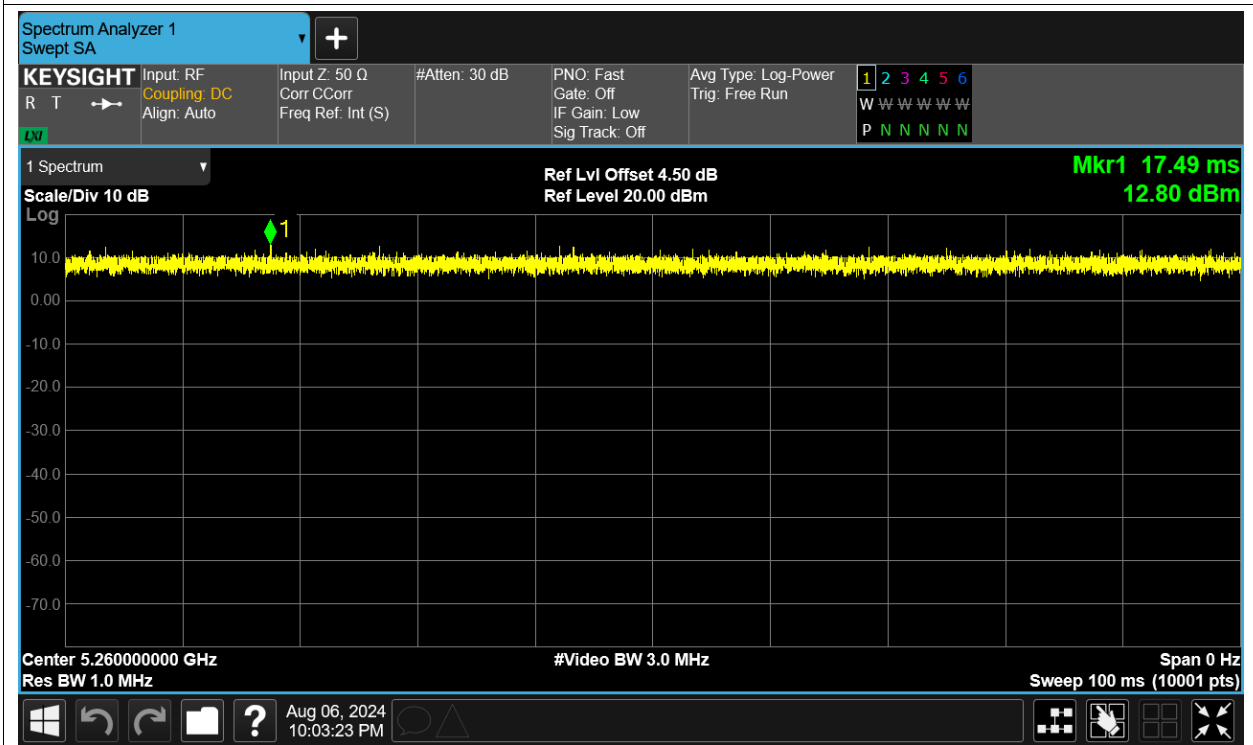 Spectrum Analyzer 1
Swept SA
+
KEYSIGHT
R T
LXI
Input: RF
Coupling: DC
Align: Auto
Input Z: 50 Ω
Corr CCorr
Freq Ref: Int (S)
#Atten: 30 dB
PNO: Fast
Gate: Off
IF Gain: Low
Sig Track: Off
Avg Type: Log-Power
Trig: Free Run
1 2 3 4 5 6
W W W W W W
P N N N N N
1 Spectrum
Scale/Div 10 dB
Log
Ref Lvl Offset 4.50 dB
Ref Level 20.00 dBm
Mkr1 17.49 ms
12.80 dBm
1
10.0
0.00
-10.0
-20.0
-30.0
-40.0
-50.0
-60.0
-70.0
Center 5.260000000 GHz
Res BW 1.0 MHz
#Video BW 3.0 MHz
Span 0 Hz
Sweep 100 ms (10001 pts)
?
Aug 06, 2024
10:03:23 PM